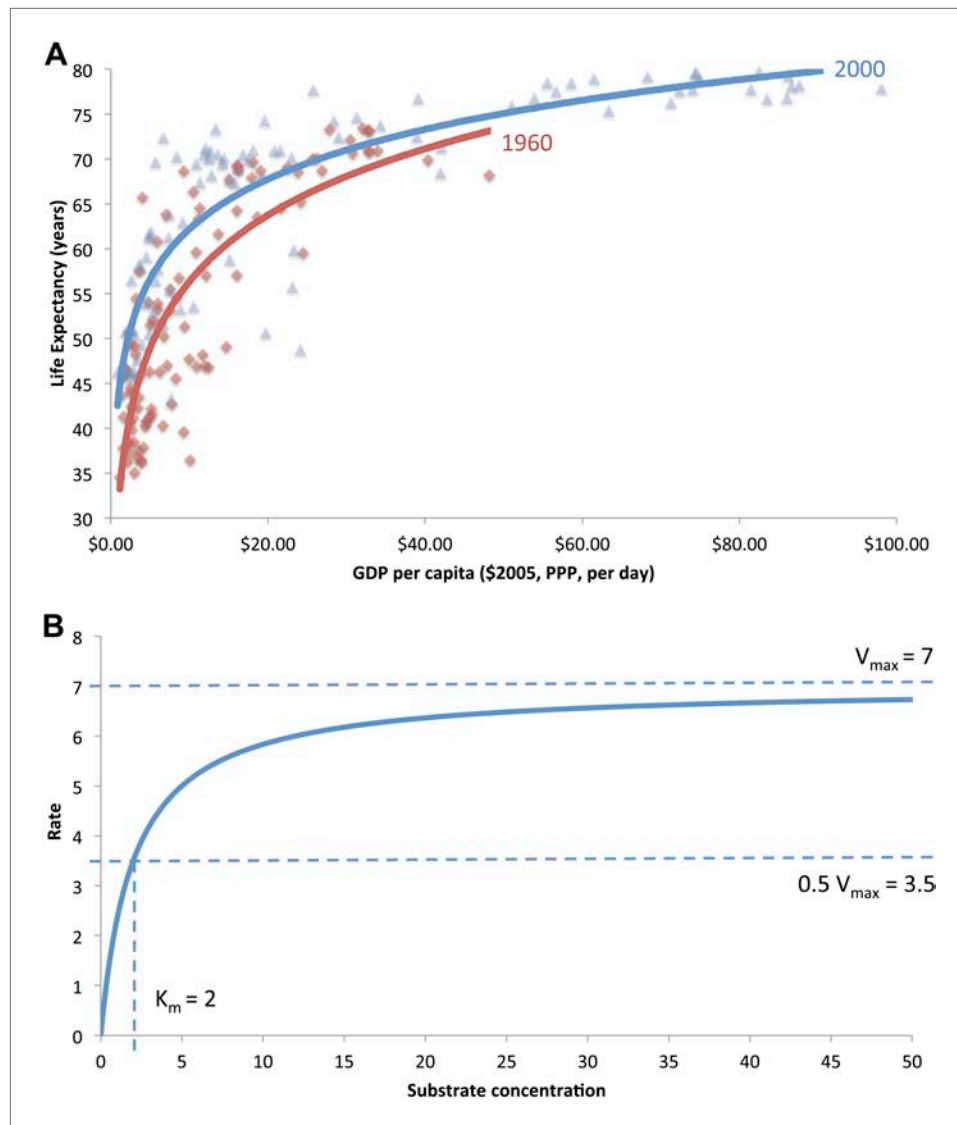 A
80
75
70
65
60
55
50
45
40
35
30
Life Expectancy (years)
2000
1960
$0.00 $20.00 $40.00 $60.00 $80.00 $100.00
GDP per capita ($2005, PPP, per day)
B
8
7
6
5
4
3
2
1
0
Rate
Vmax = 7
0.5 Vmax = 3.5
Km = 2
0 5 10 15 20 25 30 35 40 45 50
Substrate concentration